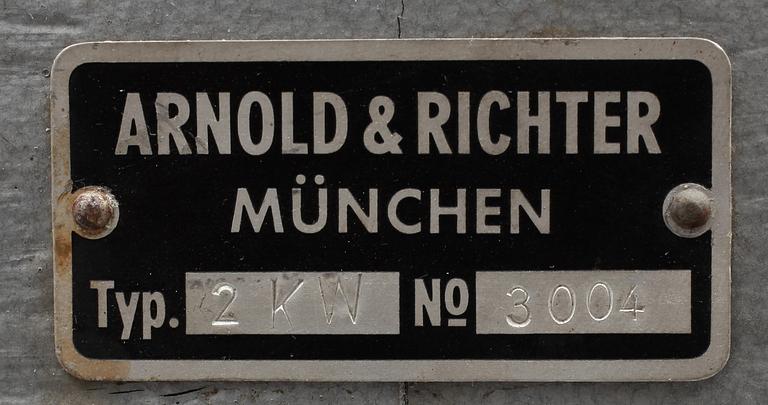 ARNOLD & RICHTER
MÜNCHEN
Typ. 2 KW № 3004